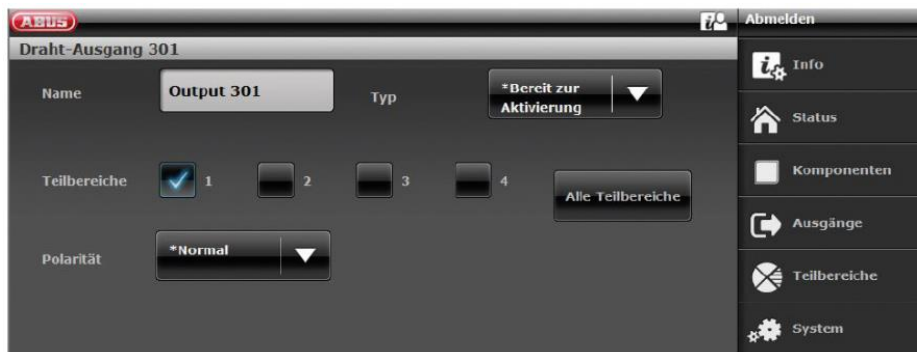 ABUS
Abmelden
Draht-Ausgang 301
Name
Output 301
Typ
*Bereit zur
Aktivierung
Teilbereiche
1
2
3
4
Alle Teilbereiche
Polarität
*Normal
Info
Status
Komponenten
Ausgänge
Teilbereiche
System